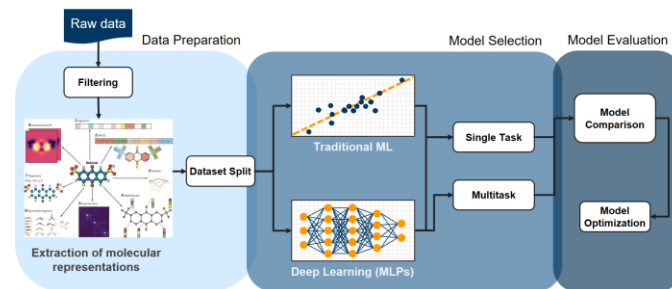 Raw data
Data Preparation
Model Selection
Model Evaluation
Filtering
Traditional ML
Dataset Split
Single Task
Multitask
Model
Comparison
Model
Optimization
Extraction of molecular
representations
Deep Learning (MLPs)